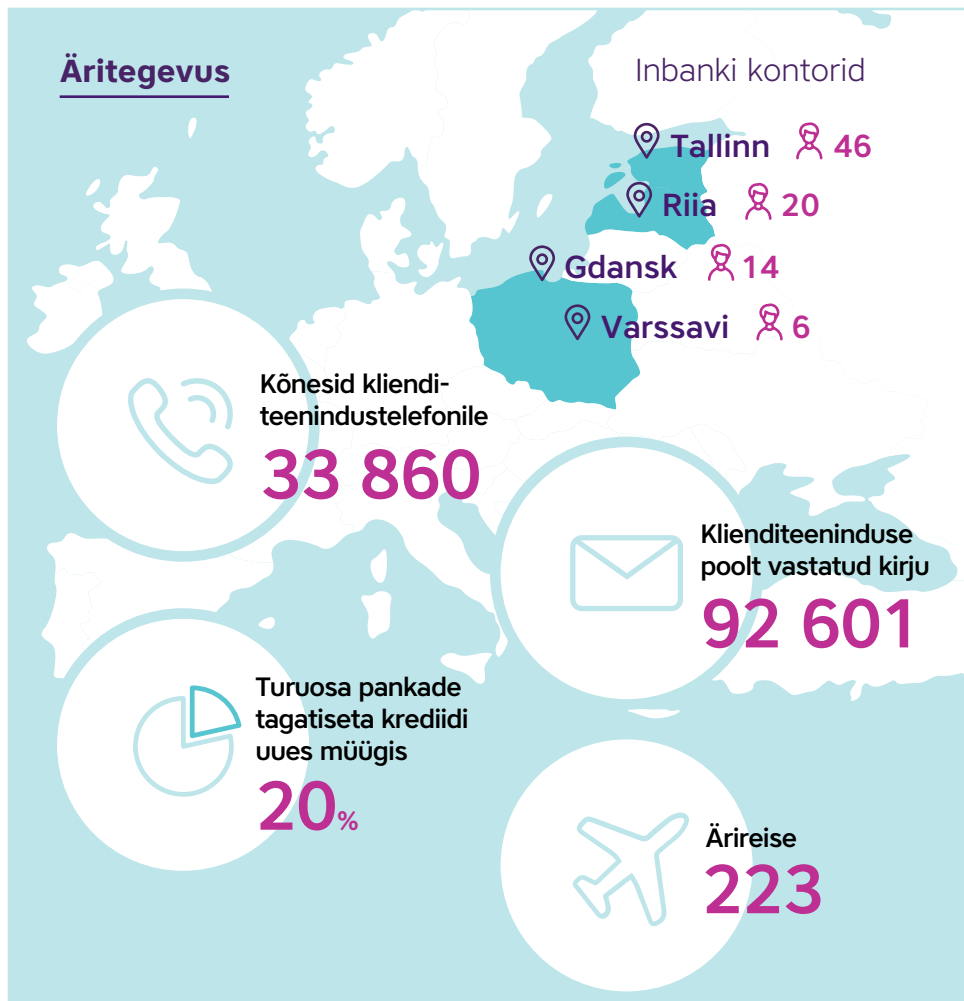 Äritegevus
Inbanki kontorid
Tallinn 46
Riia 20
Gdansk 14
Varssavi 6
Kõnesid kliendi-
teenindustelefonile
33 860
Klienditeeninduse
poolt vastatud kirju
92 601
Turuosa pankade
tagatiseta krediidi
uues müügis
20%
Ärireise
223